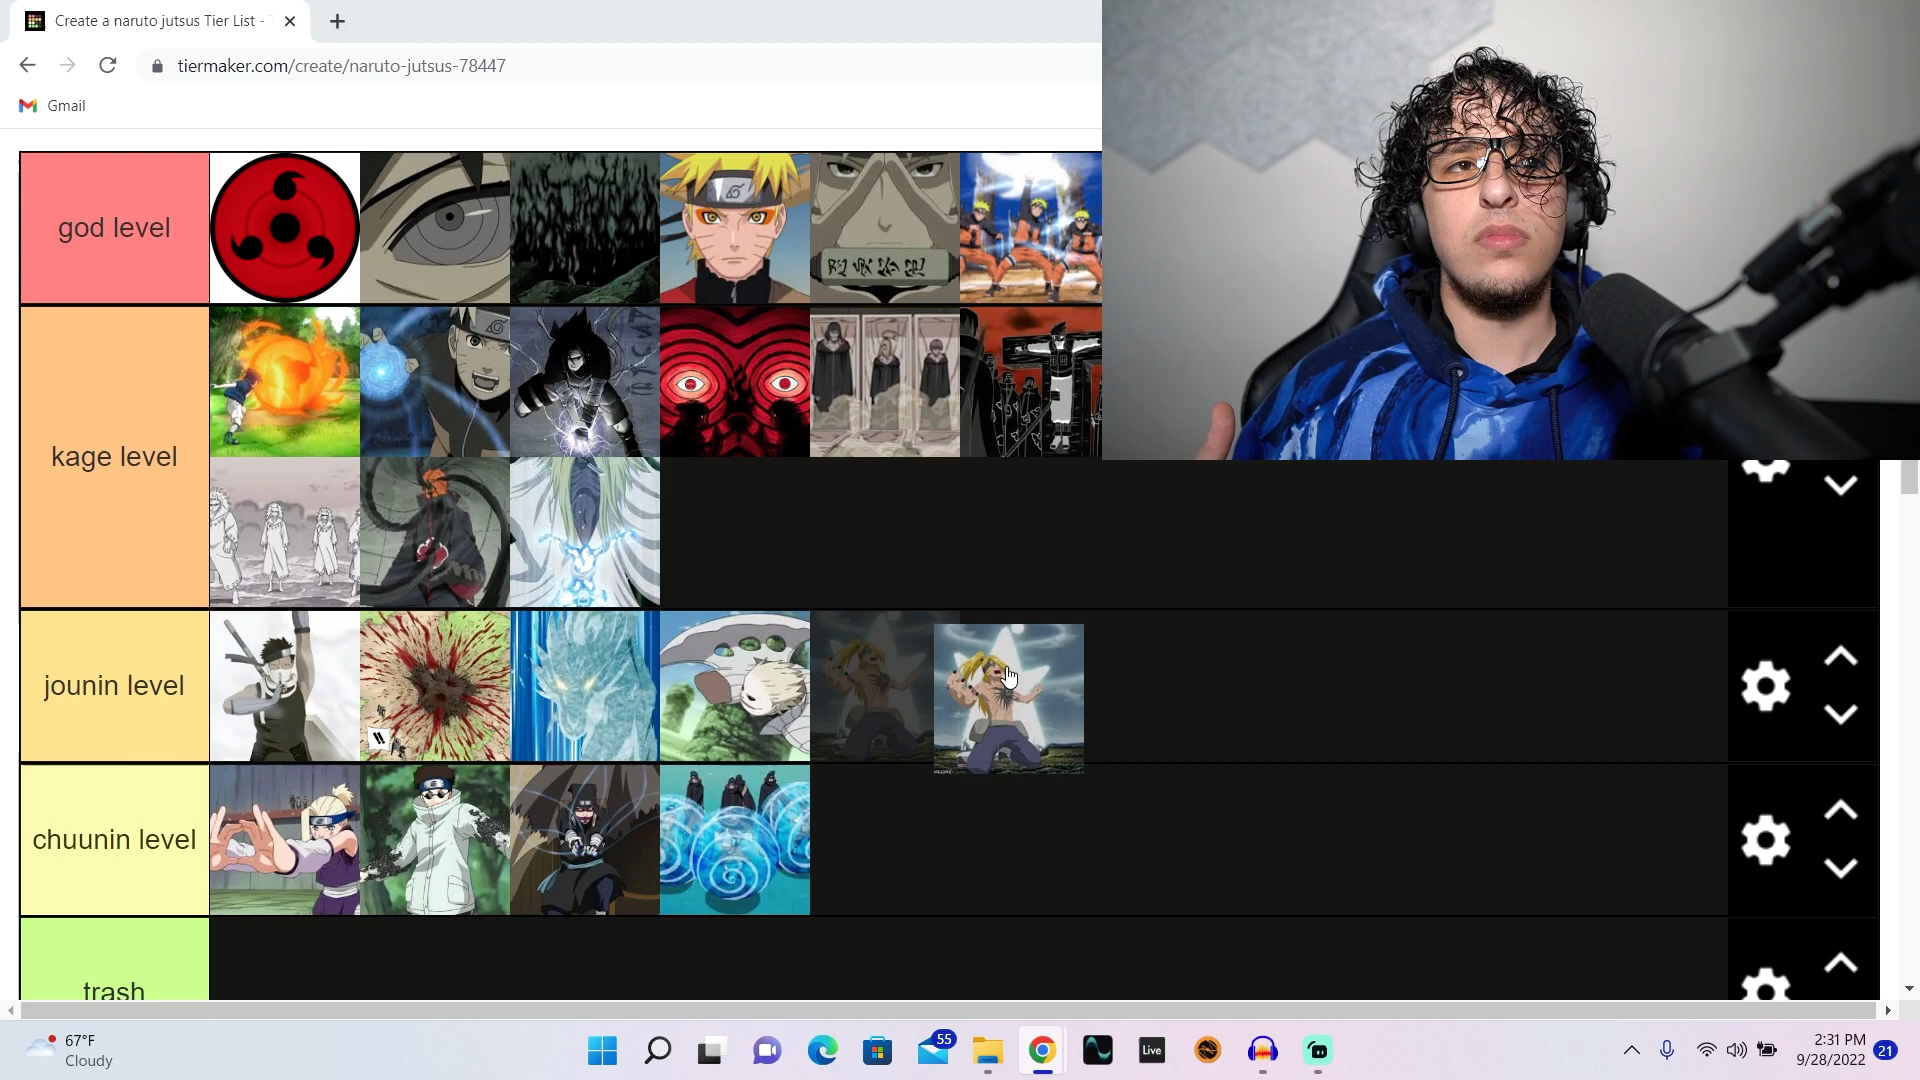 Create a naruto jutsus Tier List -
tiermaker.com/create/naruto-jutsus-78447
Gmail
god level
kage level
jounin level
chuunin level
trash
67°F
Cloudy
55
Live
2:31 PM
9/28/2022
21